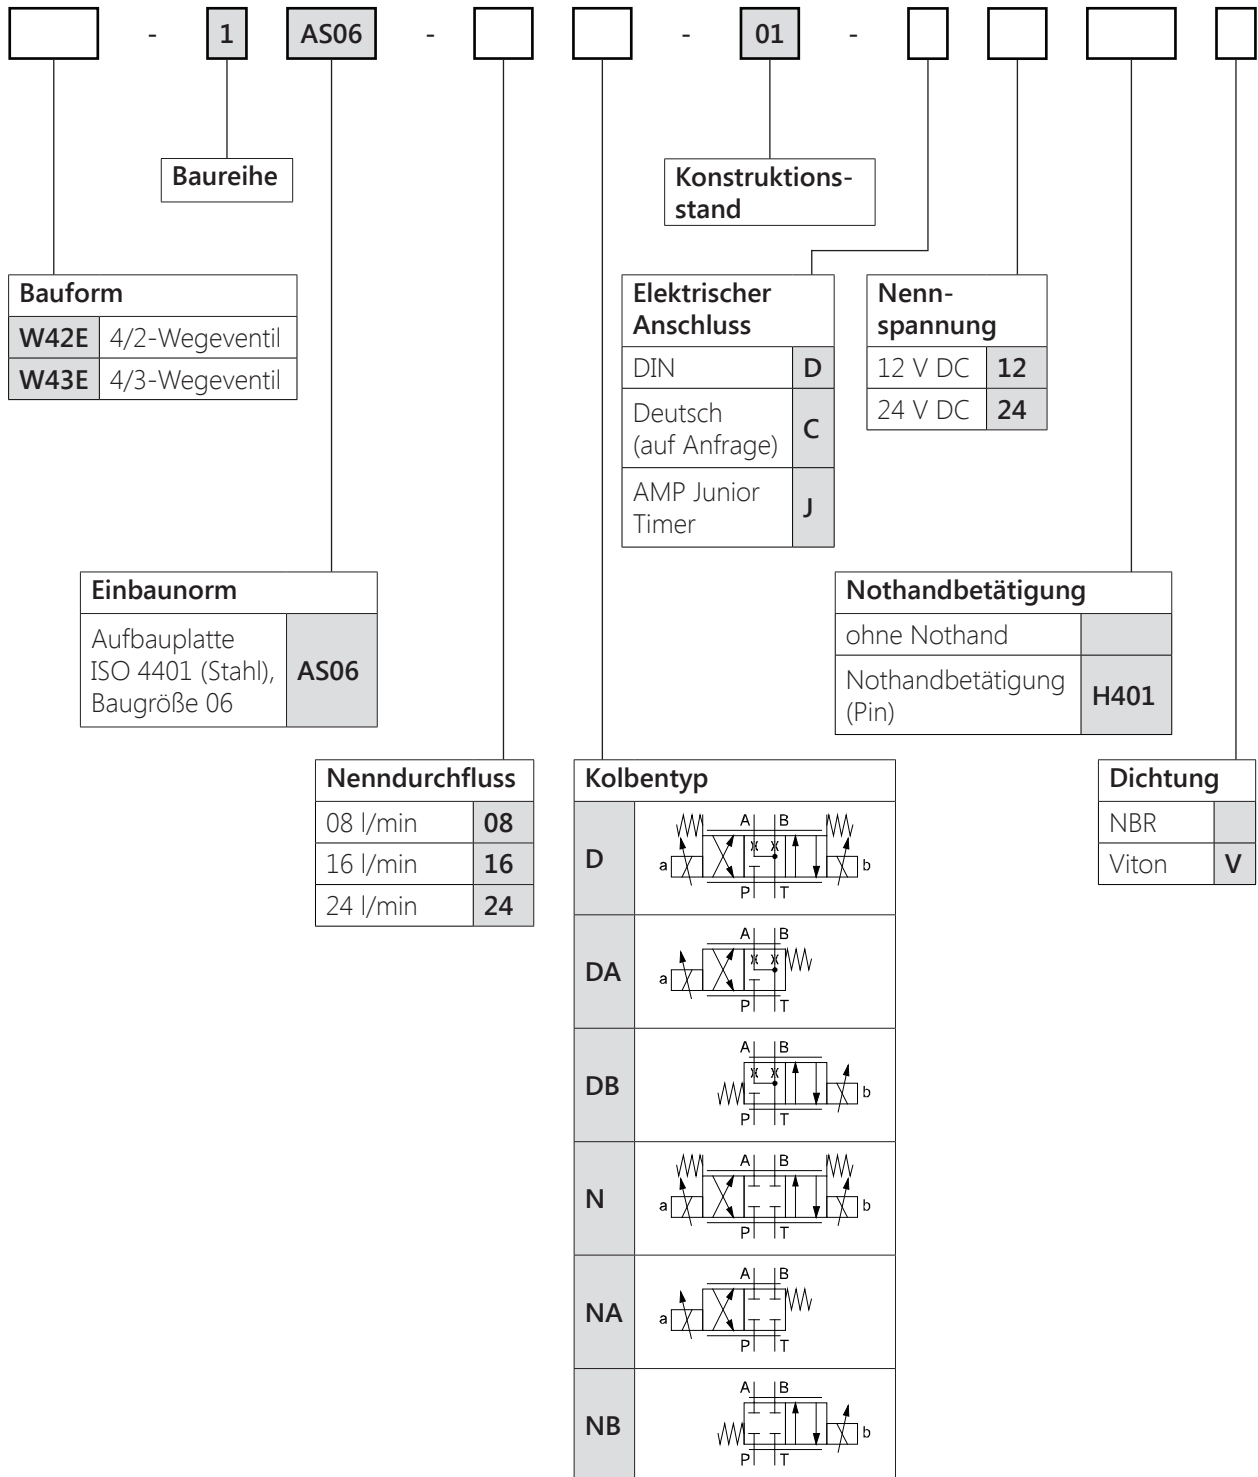 - 1 AS06 - - 01 -
Baureihe
Konstruktions-
stand
Bauform
W42E 4/2-Wegeventil
W43E 4/3-Wegeventil
Elektrischer
Anschluss
DIN D
Deutsch
(auf Anfrage) C
AMP Junior
Timer J
Nenn-
spannung
12 V DC 12
24 V DC 24
Einbaunorm
Aufbauplatte
ISO 4401 (Stahl), AS06
Baugröße 06
Nothandbetätigung
ohne Nothand
Nothandbetätigung
(Pin) H401
Nenndurchfluss
08 l/min 08
16 l/min 16
24 l/min 24
Kolbentyp
A B
D a b
P T
A B
DA a
P T
A B
DB b
P T
A B
N a b
P T
A B
NA a
P T
A B
NB b
P T
Dichtung
NBR
Viton V